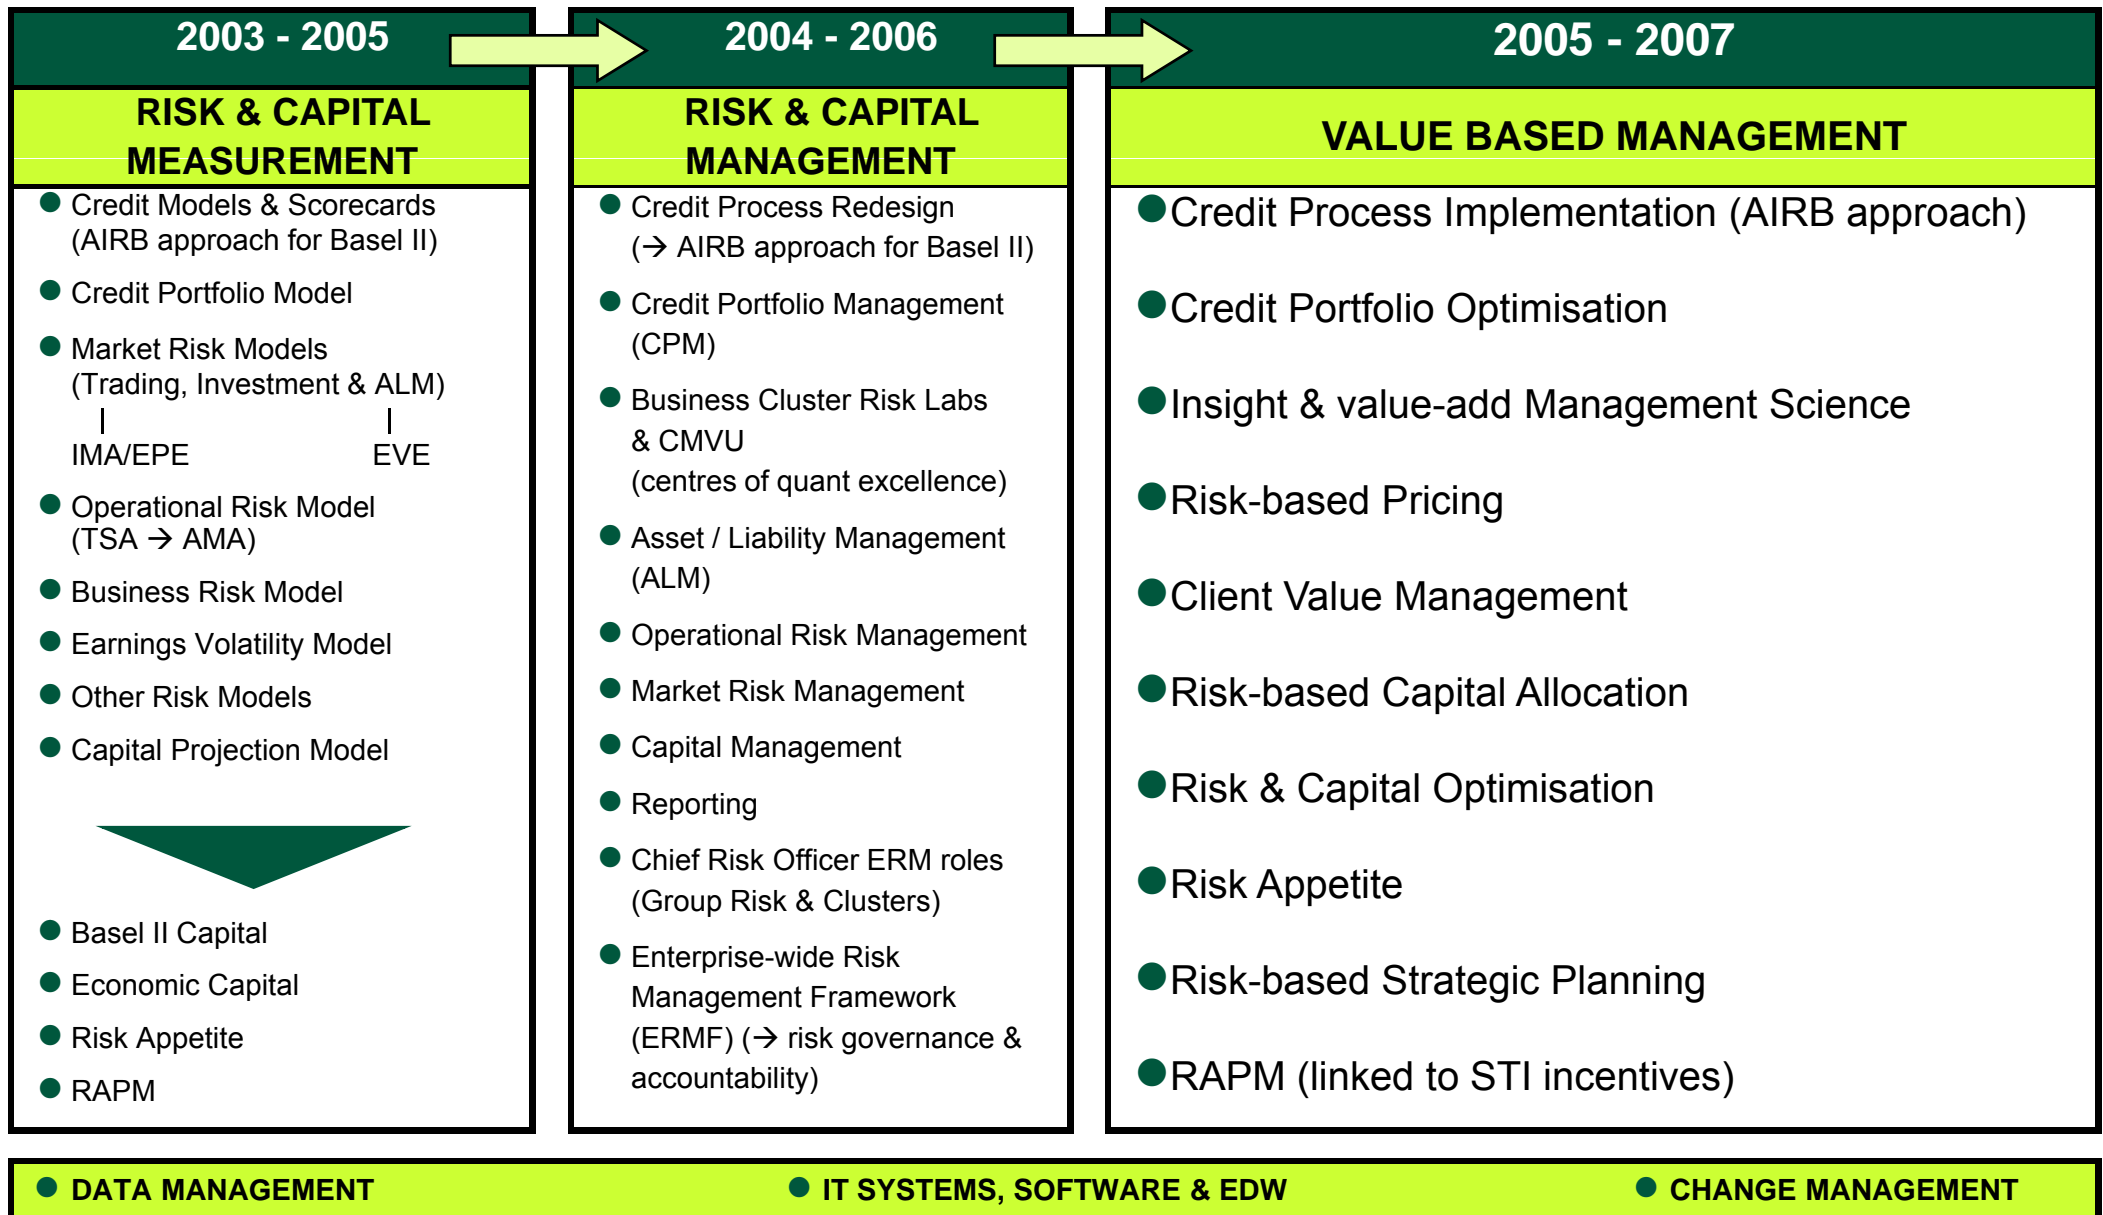 2003 - 2005
RISK & CAPITAL
MEASUREMENT
● Credit Models & Scorecards
(AIRB approach for Basel II)
● Credit Portfolio Model
● Market Risk Models
(Trading, Investment & ALM)
IMA/EPE EVE
● Operational Risk Model
(TSA → AMA)
● Business Risk Model
● Earnings Volatility Model
● Other Risk Models
● Capital Projection Model
● Basel II Capital
● Economic Capital
● Risk Appetite
● RAPM
2004 - 2006
RISK & CAPITAL
MANAGEMENT
● Credit Process Redesign
(→ AIRB approach for Basel II)
● Credit Portfolio Management
(CPM)
● Business Cluster Risk Labs
& CMVU
(centres of quant excellence)
● Asset / Liability Management
(ALM)
● Operational Risk Management
● Market Risk Management
● Capital Management
● Reporting
● Chief Risk Officer ERM roles
(Group Risk & Clusters)
● Enterprise-wide Risk
Management Framework
(ERMF) (→ risk governance &
accountability)
2005 - 2007
VALUE BASED MANAGEMENT
● Credit Process Implementation (AIRB approach)
● Credit Portfolio Optimisation
● Insight & value-add Management Science
● Risk-based Pricing
● Client Value Management
● Risk-based Capital Allocation
● Risk & Capital Optimisation
● Risk Appetite
● Risk-based Strategic Planning
● RAPM (linked to STI incentives)
● DATA MANAGEMENT ● IT SYSTEMS, SOFTWARE & EDW ● CHANGE MANAGEMENT